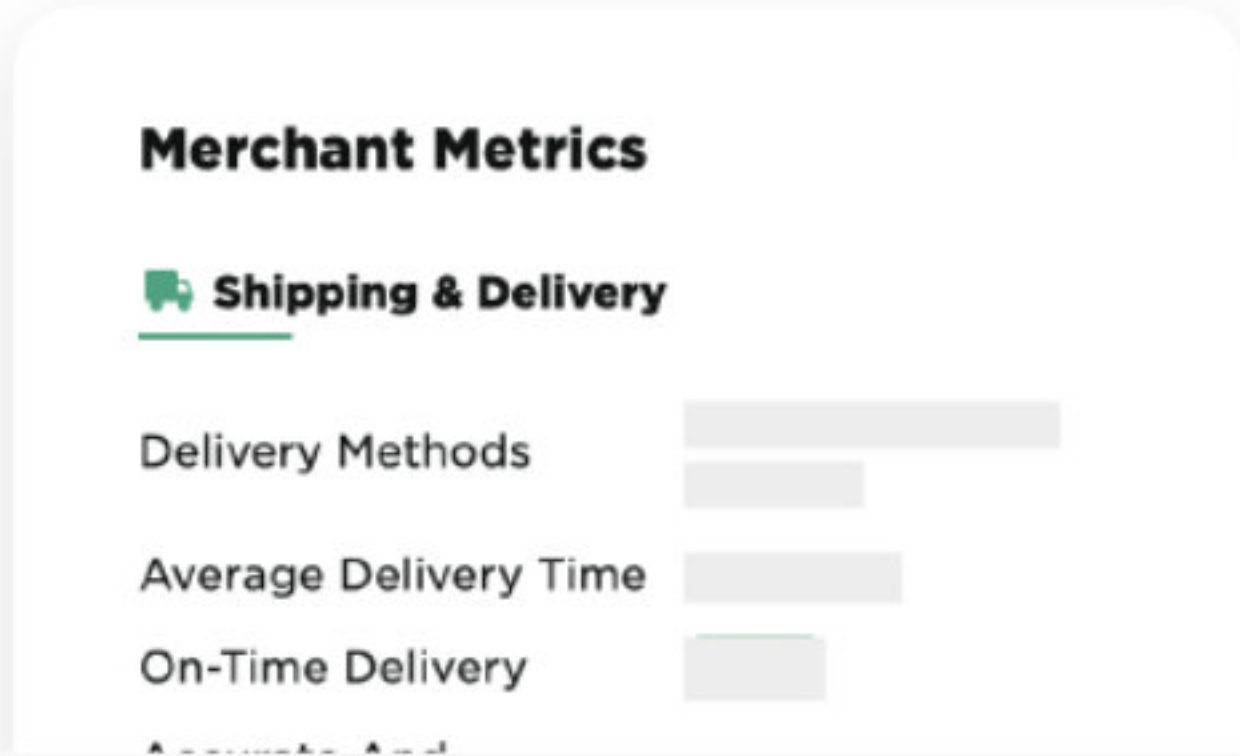 Merchant Metrics
Shipping & Delivery
Delivery Methods
Average Delivery Time
On-Time Delivery